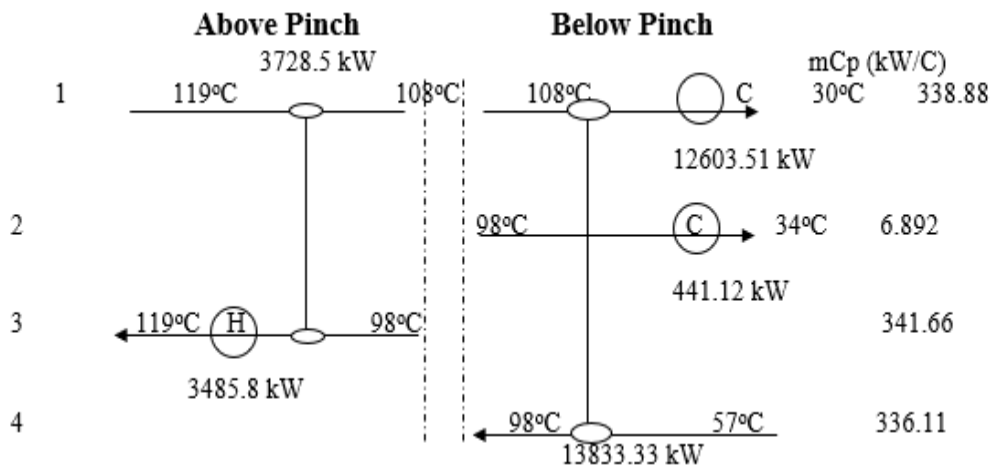 Above Pinch Below Pinch
3728.5 kW mCp (kW/C)
1 119ºC 108ºC 108ºC C 30ºC 338.88
12603.51 kW
2 98ºC C 34ºC 6.892
441.12 kW
3 119ºC H 98ºC 341.66
3485.8 kW
4 98ºC 57ºC 336.11
13833.33 kW